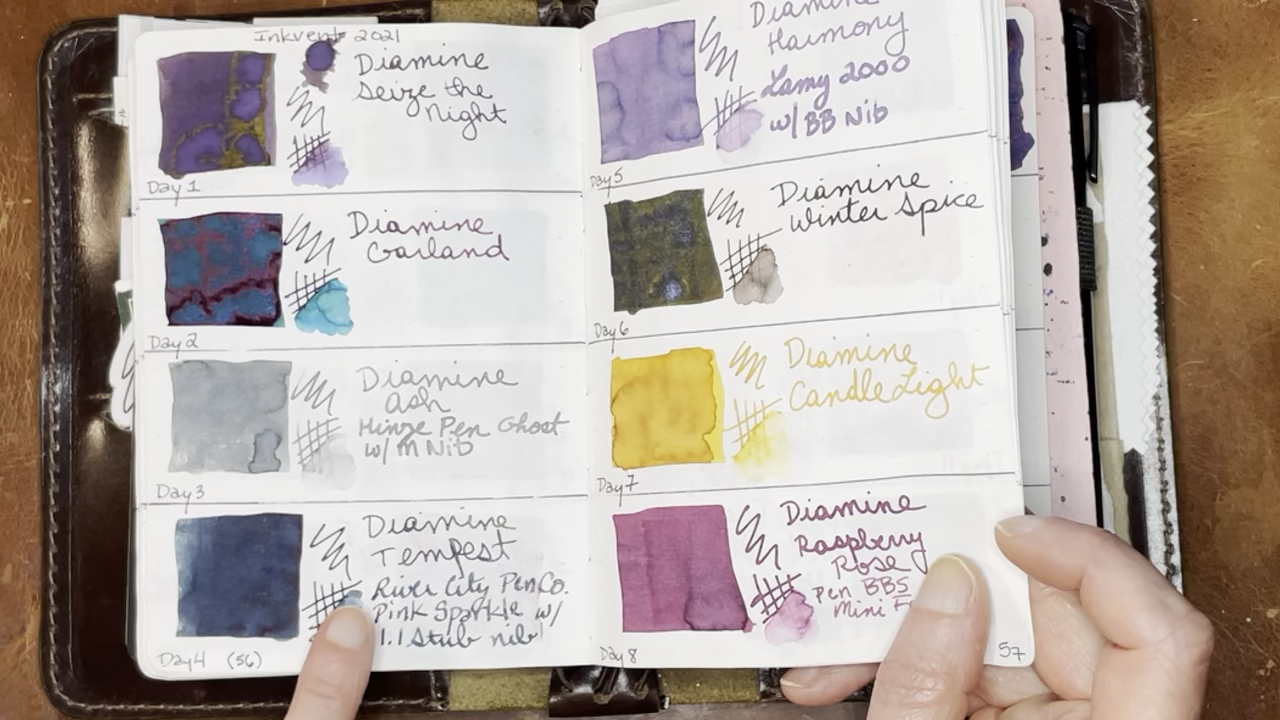 Inkvent 2021
Diamine
Seize the
Night
Day 1
Diamine
Garland
Day 2
Diamine
Ash
Hinze Pen Ghost
w/ M Nib
Day 3
Diamine
Tempest
River City Pen Co.
Pink Sparkle w/
1.1 Stub nib
Day 4 (56)
Diamine
Harmony
Lamy 2000
w/ BB Nib
Day 5
Diamine
Winter Spice
Day 6
Diamine
Candle Light
Day 7
Diamine
Raspberry
Rose
Pen BBS
Mini F
Day 8
57